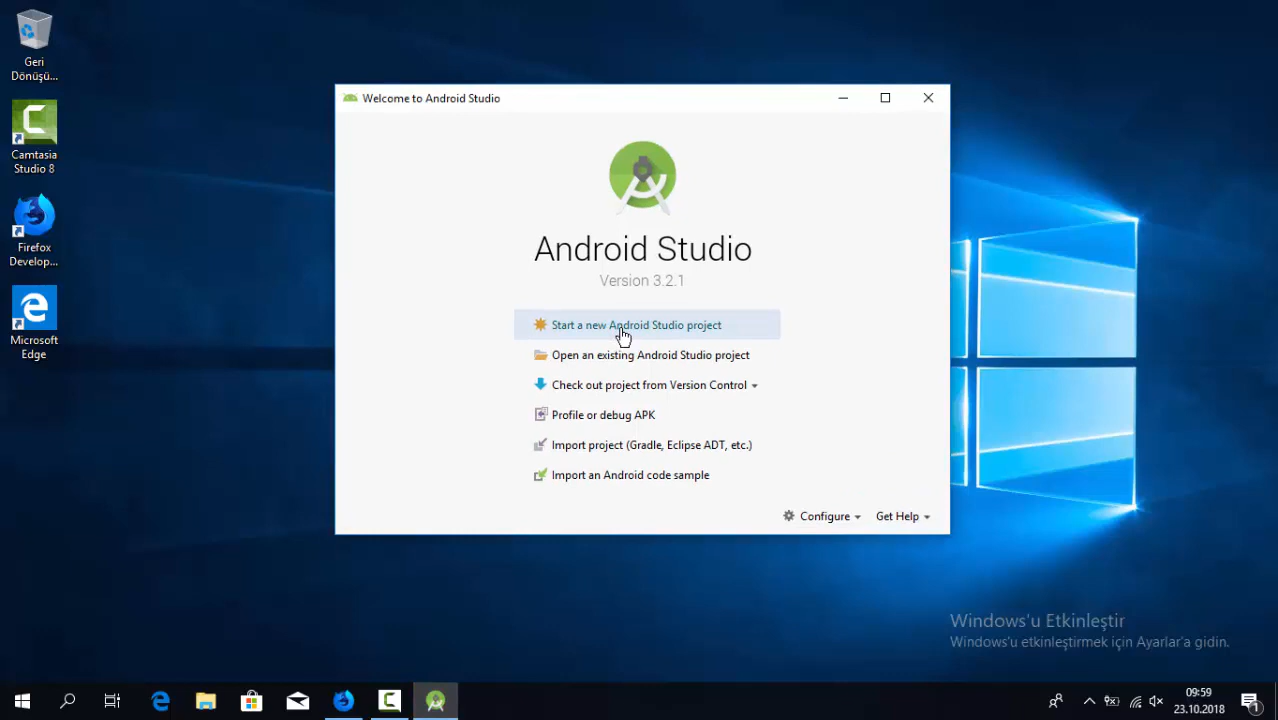 Geri
Dönüşü...
Camtasia
Studio 8
Firefox
Develop...
Microsoft
Edge
Welcome to Android Studio
Android Studio
Version 3.2.1
Start a new Android Studio project
Open an existing Android Studio project
Check out project from Version Control
Profile or debug APK
Import project (Gradle, Eclipse ADT, etc.)
Import an Android code sample
Configure Get Help
Windows'u Etkinleştir
Windows'u etkinleştirmek için Ayarlar'a gidin.
09:59
23.10.2018
1